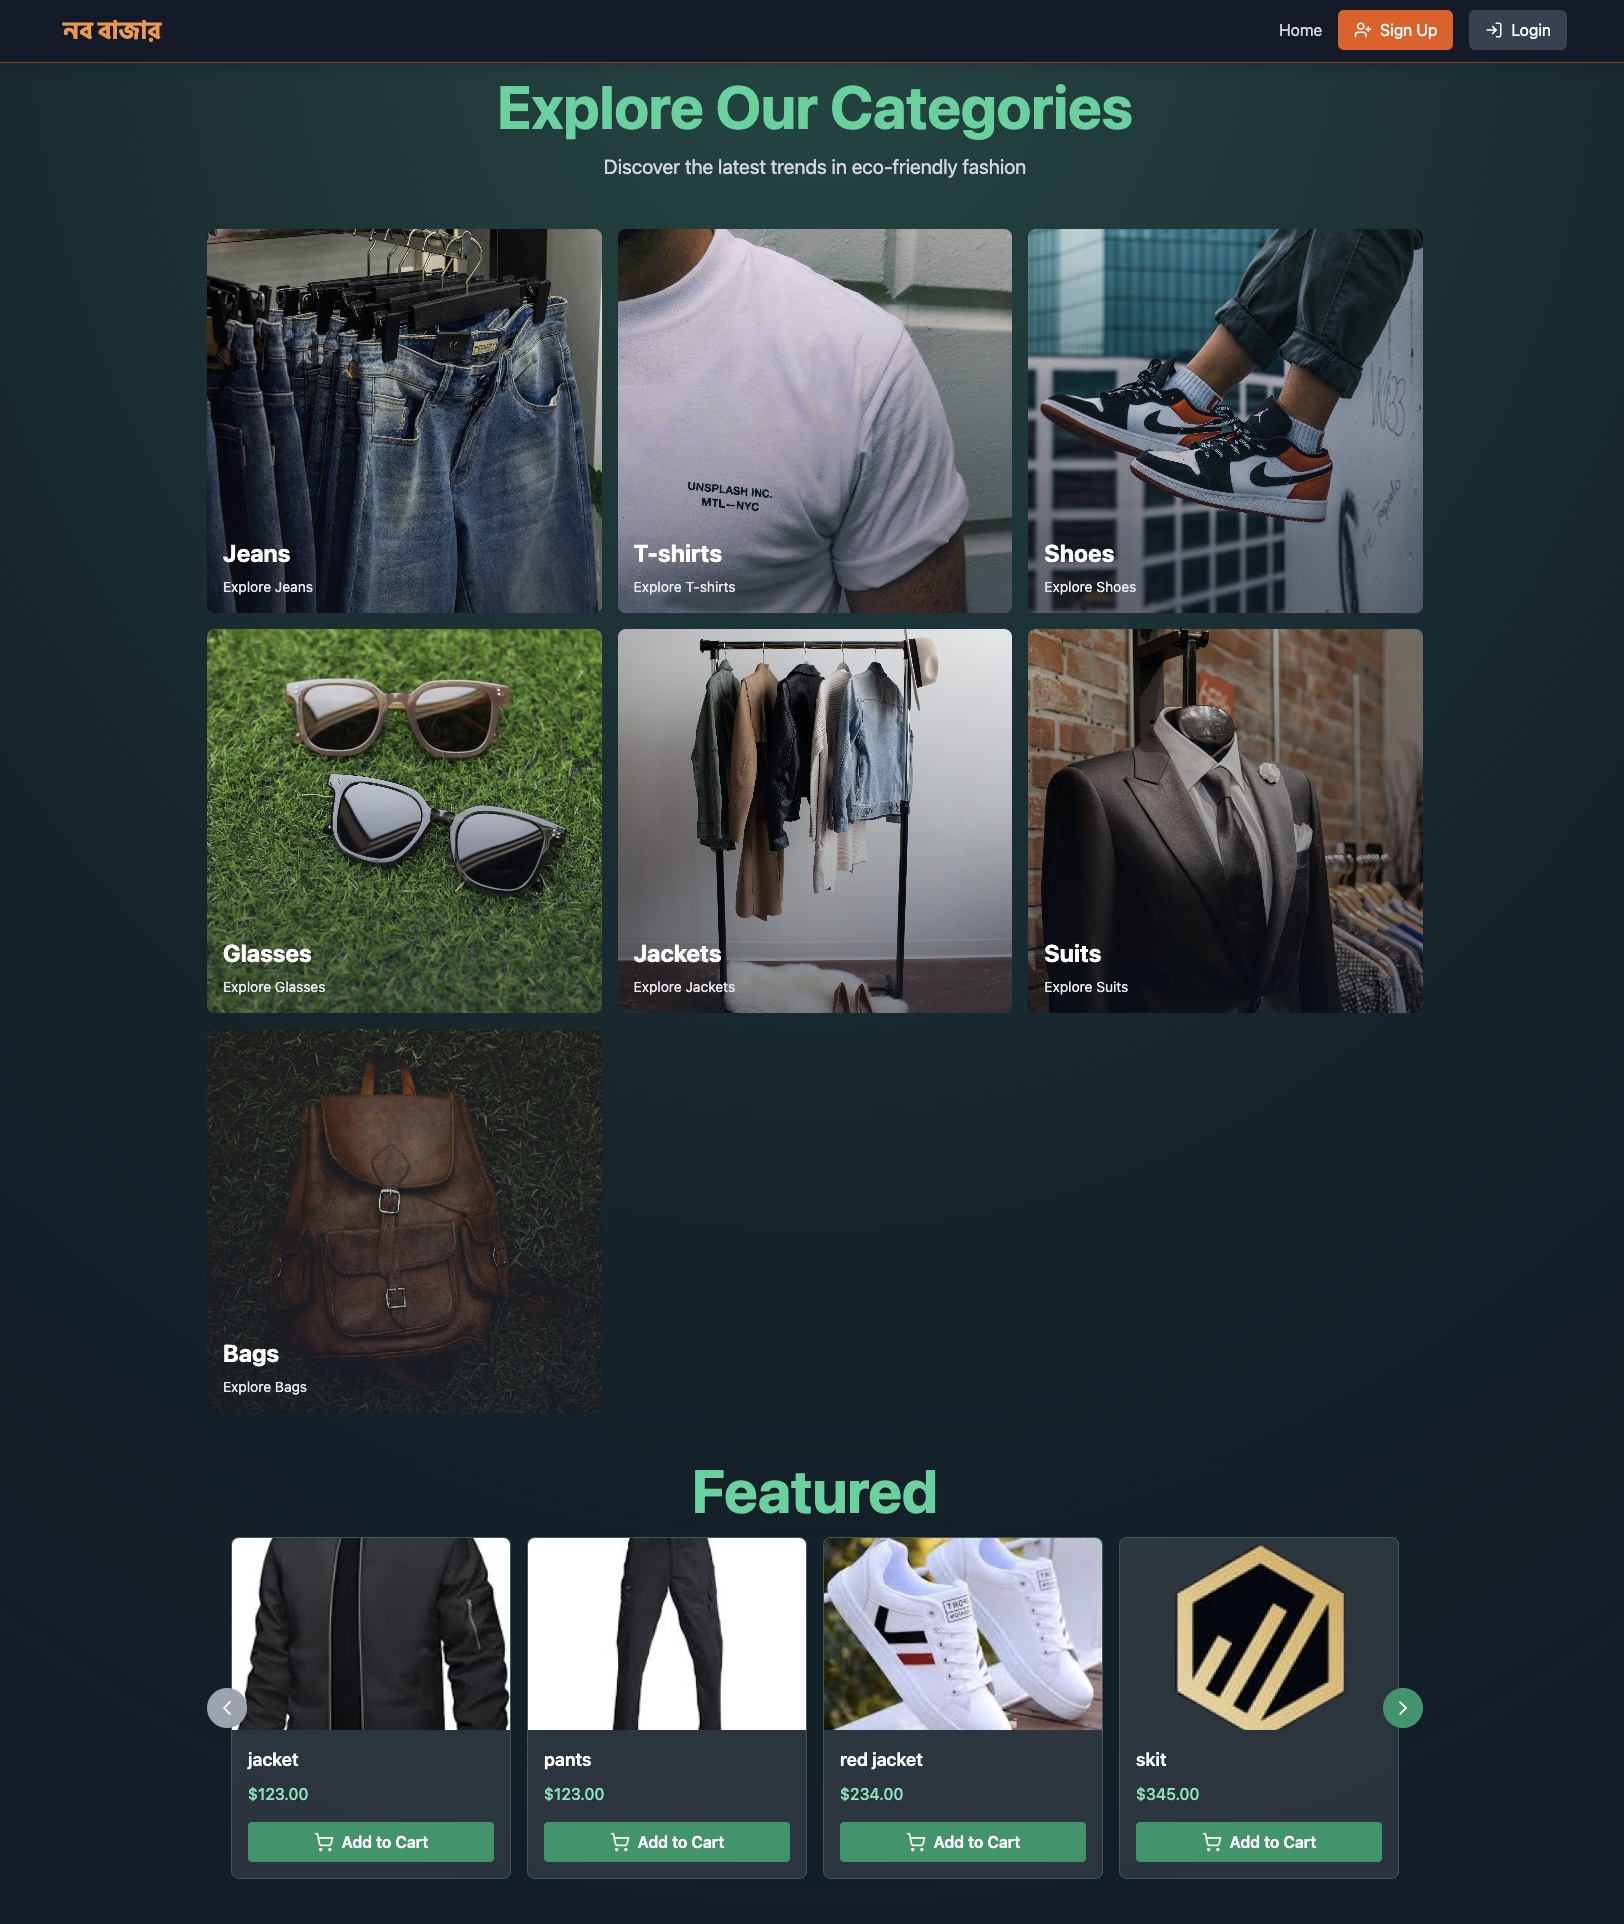 নব বাজার
Home
Sign Up
Login
Explore Our Categories
Discover the latest trends in eco-friendly fashion
UNSPLASH INC.
MTL—NYC
Jeans
Explore Jeans
T-shirts
Explore T-shirts
Shoes
Explore Shoes
Glasses
Explore Glasses
Jackets
Explore Jackets
Suits
Explore Suits
Bags
Explore Bags
Featured
jacket
$123.00
Add to Cart
pants
$123.00
Add to Cart
red jacket
$234.00
Add to Cart
skit
$345.00
Add to Cart